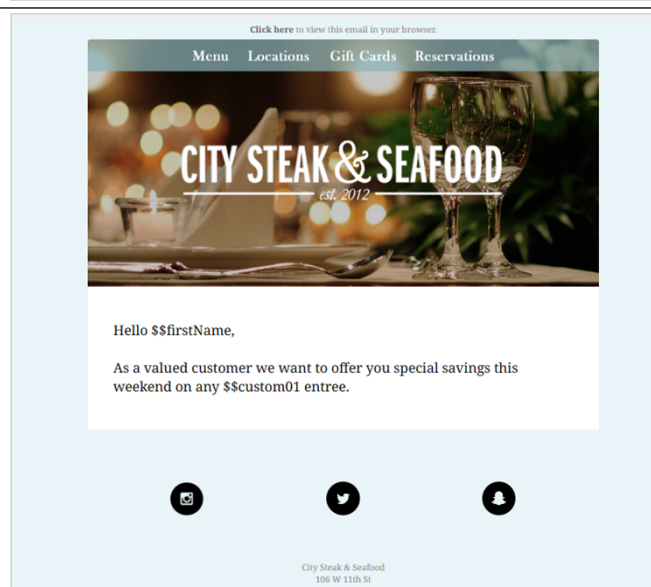 Click here to view this email in your browser.
Menu Locations Gift Cards Reservations
CITY STEAK & SEAFOOD
est. 2012
Hello $$firstName,
As a valued customer we want to offer you special savings this
weekend on any $$custom01 entree.
City Steak & Seafood
106 W 11th St